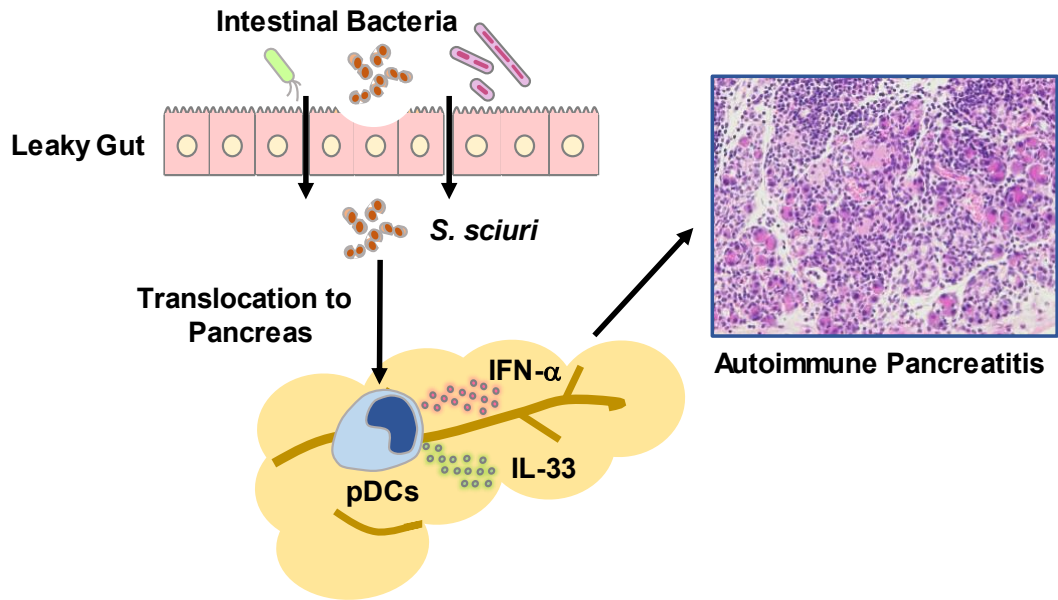 Intestinal Bacteria
Leaky Gut
S. sciuri
Translocation to
Pancreas
IFN-α
IL-33
pDCs
Autoimmune Pancreatitis